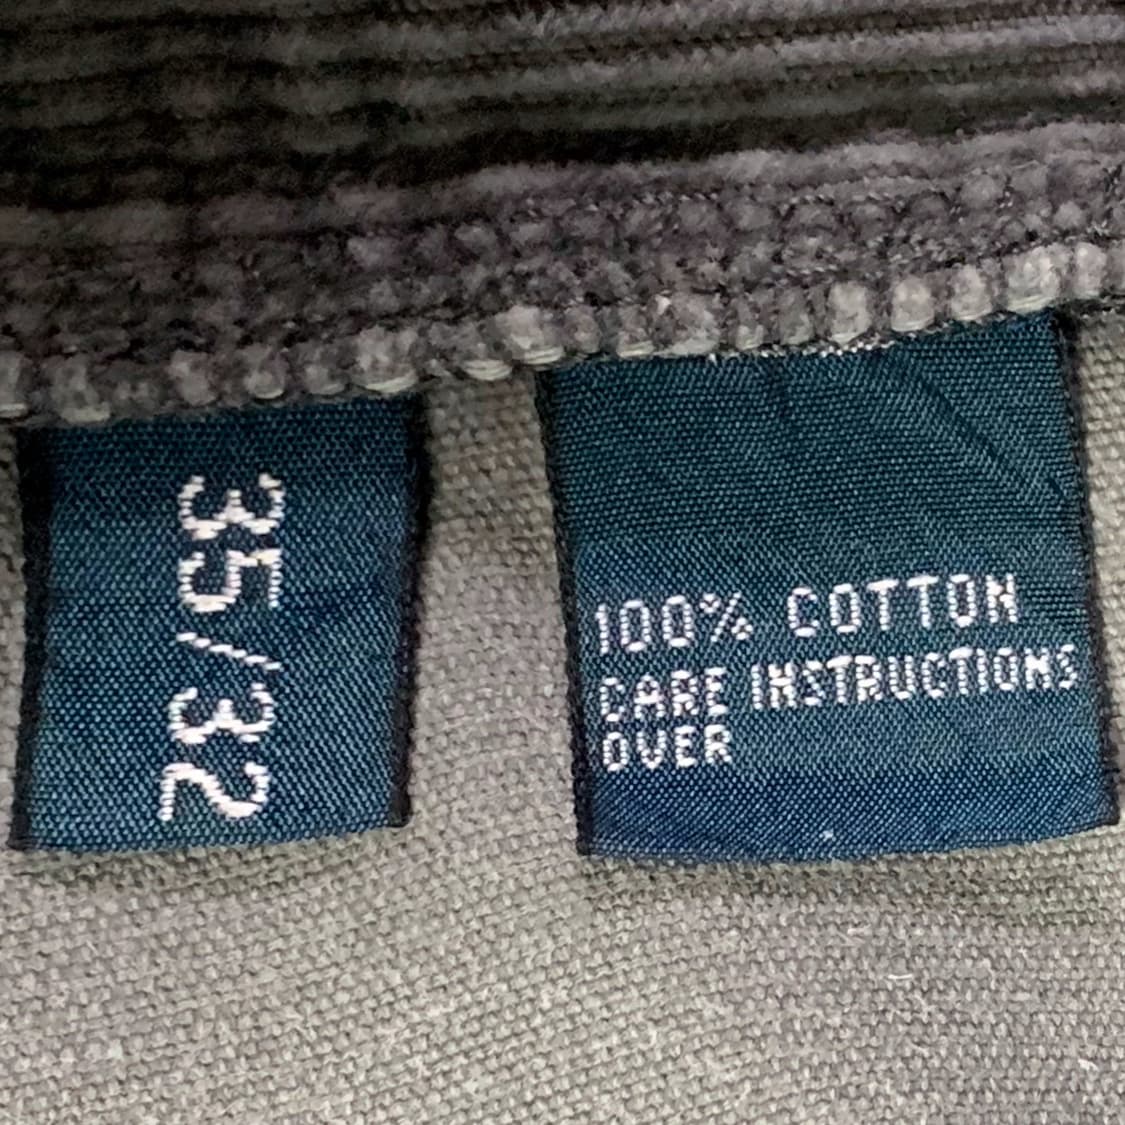 35/32
100% COTTON
CARE INSTRUCTIONS
OVER